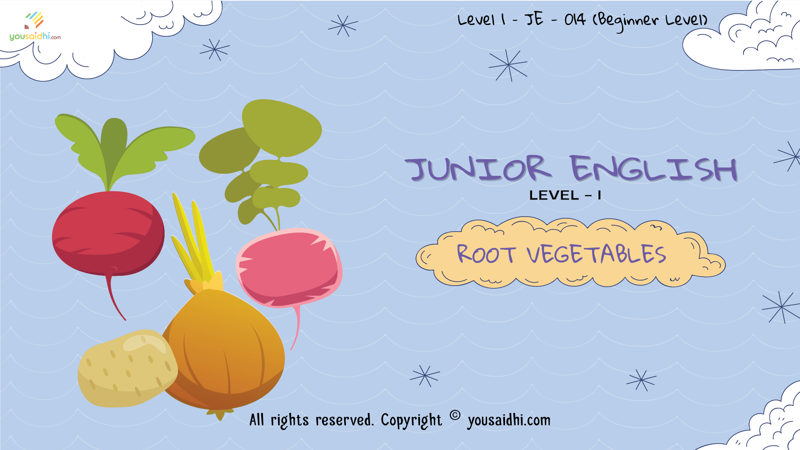 yousaidhi.com
Level 1 - JE - 014 (Beginner Level)
JUNIOR ENGLISH
LEVEL - 1
ROOT VEGETABLES
All rights reserved. Copyright © yousaidhi.com